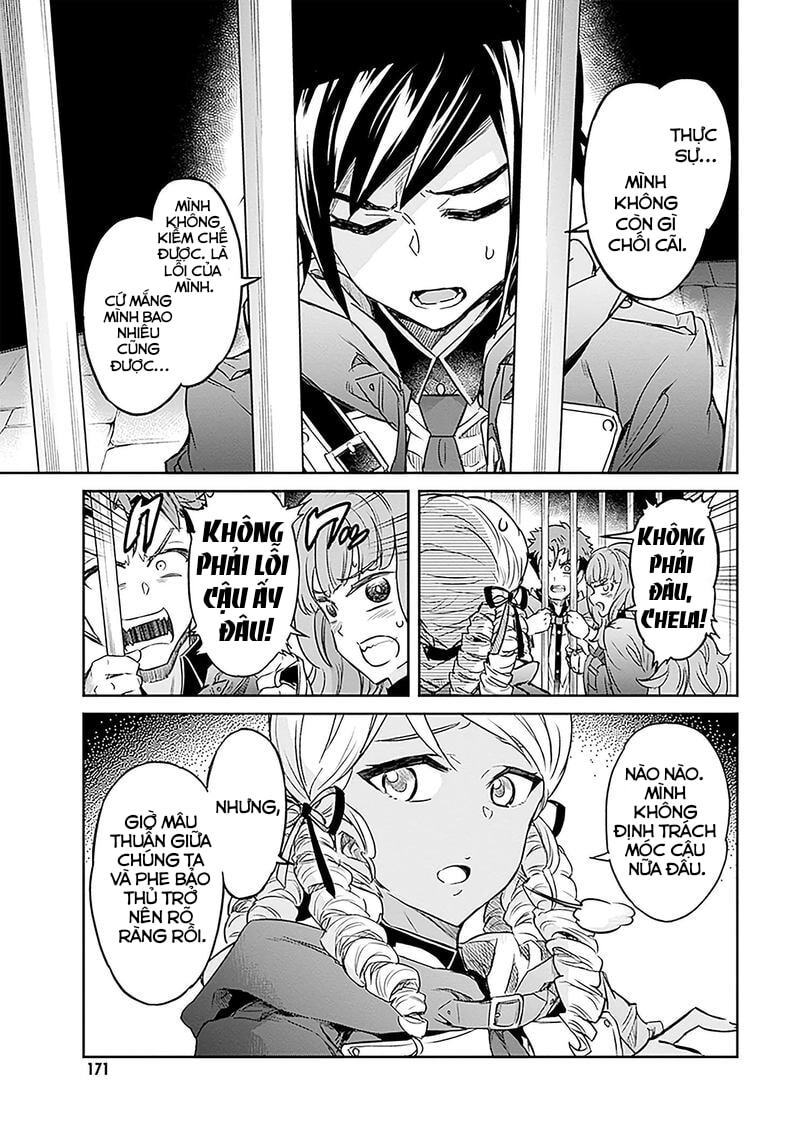 THỰC
SỰ...
MÌNH
KHÔNG
CÒN GÌ
CHỐI CÃI.
MÌNH
KHÔNG
KIỀM CHẾ
ĐƯỢC. LÀ
LỖI CỦA
MÌNH.
CỨ MẮNG
MÌNH BAO
NHIÊU
CŨNG
ĐƯỢC...
KHÔNG
PHẢI
ĐÂU,
CHELA!
KHÔNG
PHẢI LỖI
CẬU ẤY
ĐÂU!
NÀO NÀO.
MÌNH
KHÔNG
ĐỊNH TRÁCH
MÓC CẬU
NỮA ĐÂU.
NHƯNG,
GIỜ MÂU
THUẪN GIỮA
CHÚNG TA
VÀ PHE BẢO
THỦ TRỞ
NÊN RÕ
RÀNG RỒI.
171